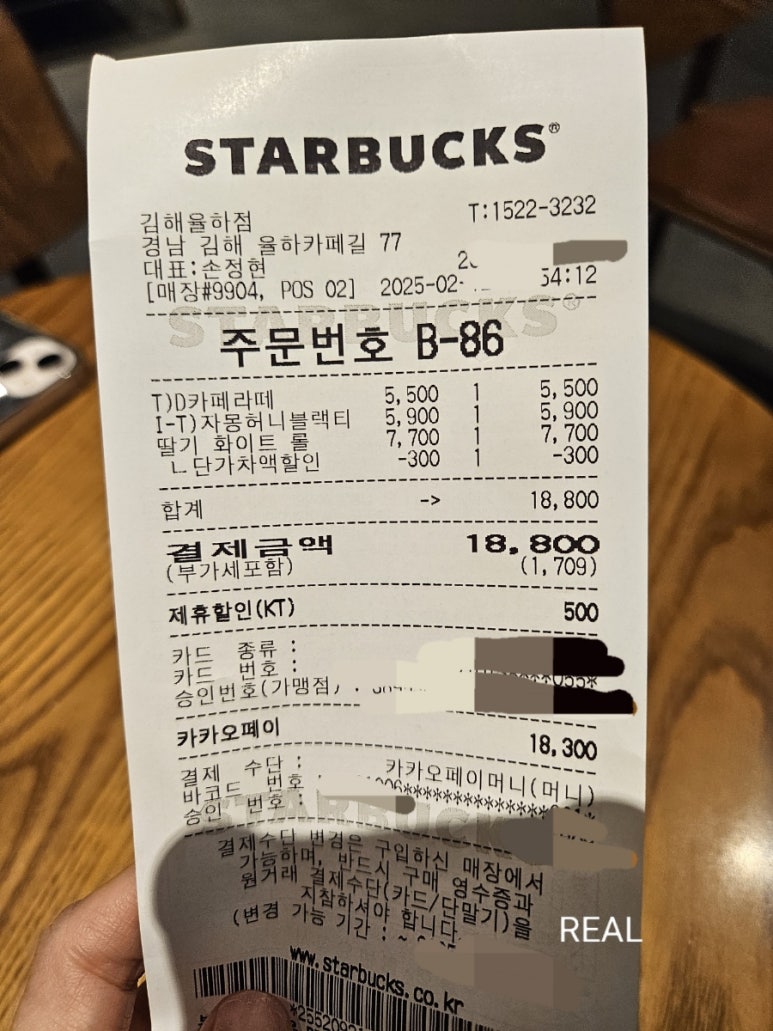 STARBUCKS®
김해율하점 T:1522-3232
경남 김해 율하카페길 77
대표:손정현
[매장#9904, POS 02] 2025-02- 54:12
STARBUCKS®
주문번호 B-86
T)D카페라떼 5,500 1 5,500
I-T)자몽허니블랙티 5,900 1 5,900
딸기 화이트 롤 7,700 1 7,700
ㄴ단가차액할인 -300 1 -300
합계 -> 18,800
결제금액 18,800
(부가세포함) (1,709)
제휴할인(KT) 500
카드 종류 :
카드 번호 :
승인번호(가맹점) :
카카오페이 18,300
결제 수단 : 카카오페이머니(머니)
바코드 번호 :
승인 번호 :
STARBUCKS
결제수단 변경은 구입하신 매장에서
가능하며, 반드시 구매 영수증과
원거래 결제수단(카드/단말기)을
지참하셔야 합니다.
(변경 가능 기간 : ~
REAL
www.starbucks.co.kr